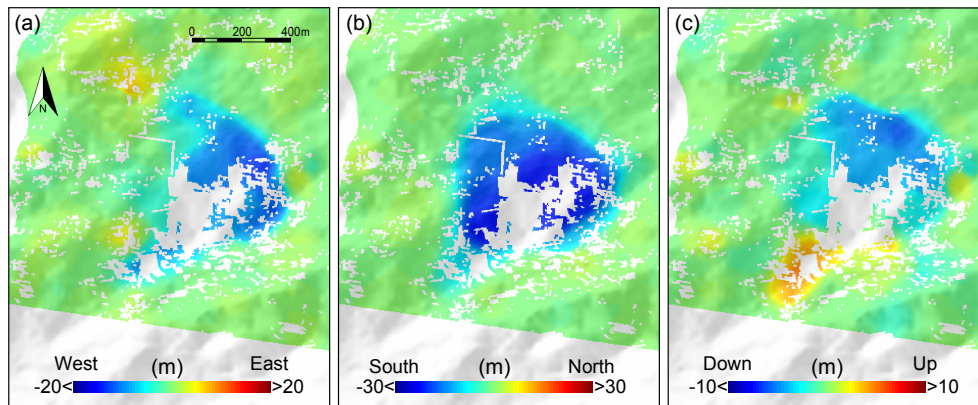 (a)
0 200 400m
N
West (m) East
-20< >20
(b)
South (m) North
-30< >30
(c)
Down (m) Up
-10< >10